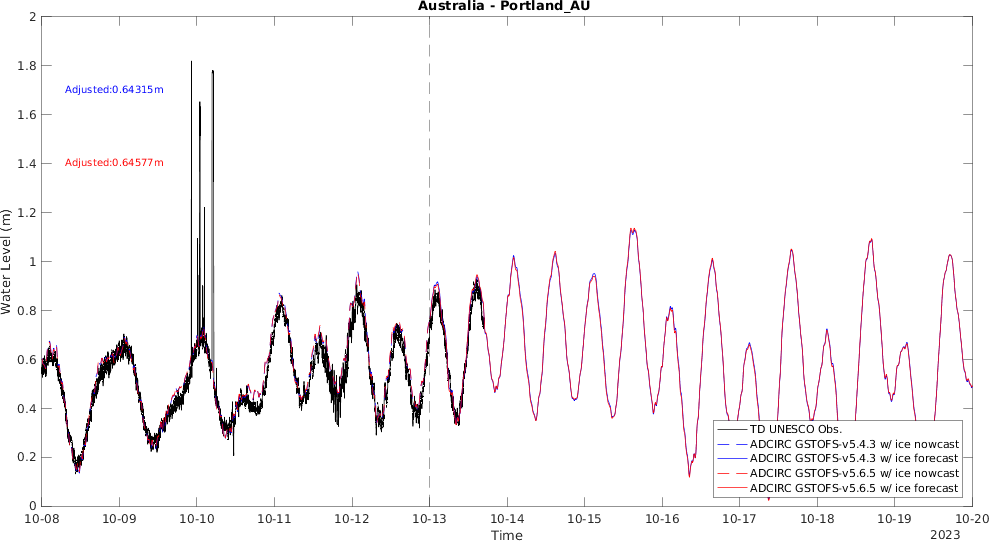 Australia - Portland_AU
2
1.8
1.6
1.4
1.2
1
0.8
0.6
0.4
0.2
0
Water Level (m)
Adjusted:0.64315m
Adjusted:0.64577m
TD UNESCO Obs.
ADCIRC GSTOFS-v5.4.3 w/ ice nowcast
ADCIRC GSTOFS-v5.4.3 w/ ice forecast
ADCIRC GSTOFS-v5.6.5 w/ ice nowcast
ADCIRC GSTOFS-v5.6.5 w/ ice forecast
10-08 10-09 10-10 10-11 10-12 10-13 10-14 10-15 10-16 10-17 10-18 10-19 10-20
Time 2023